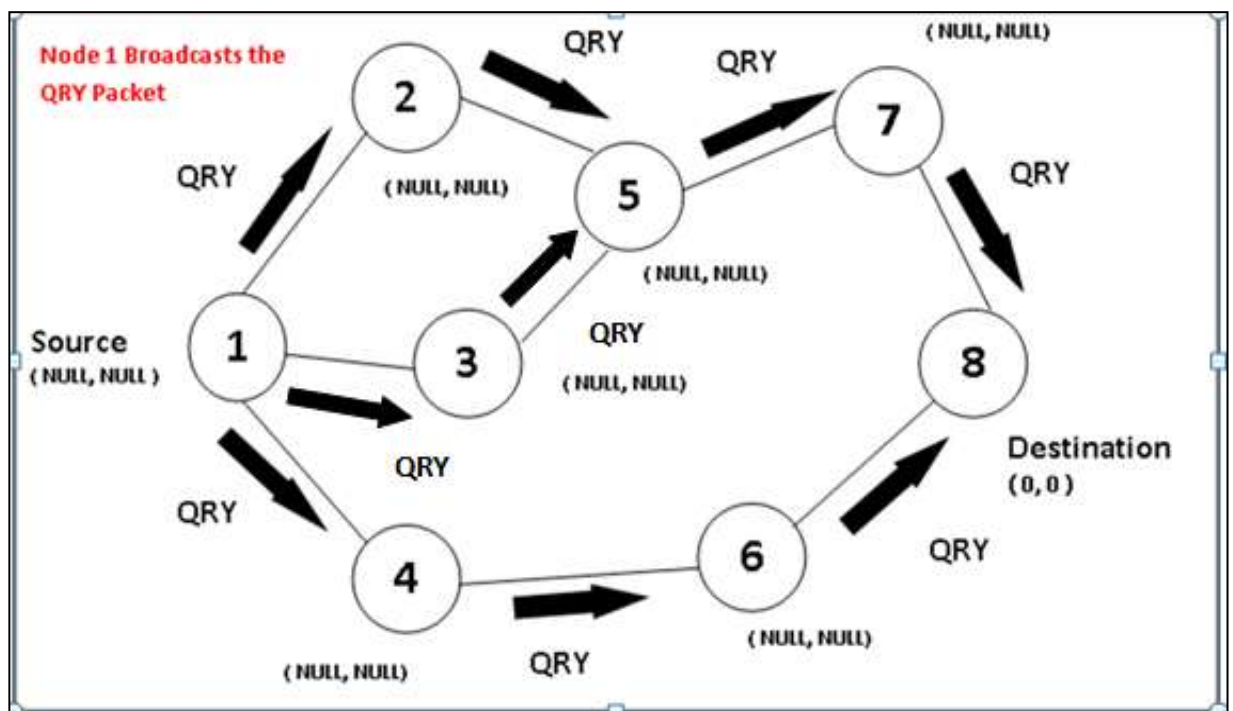 Node 1 Broadcasts the
QRY Packet
QRY
QRY
( NULL, NULL)
2
7
QRY
QRY
( NULL, NULL)
5
( NULL, NULL)
Source
( NULL, NULL )
1
3
QRY
( NULL, NULL)
8
Destination
( 0, 0 )
QRY
QRY
4
6
QRY
( NULL, NULL)
QRY
( NULL, NULL)